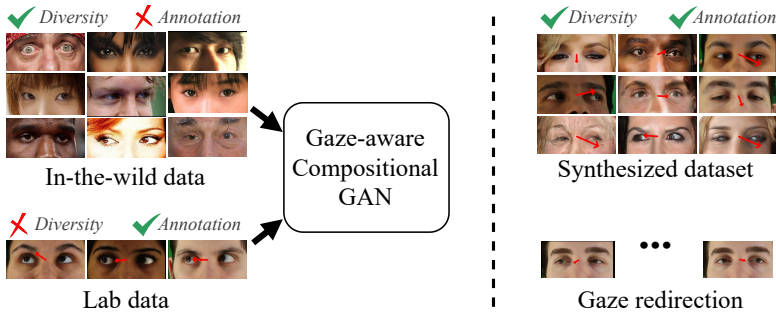 Diversity Annotation
In-the-wild data
Diversity Annotation
Lab data
Gaze-aware
Compositional
GAN
Diversity Annotation
Synthesized dataset
Gaze redirection